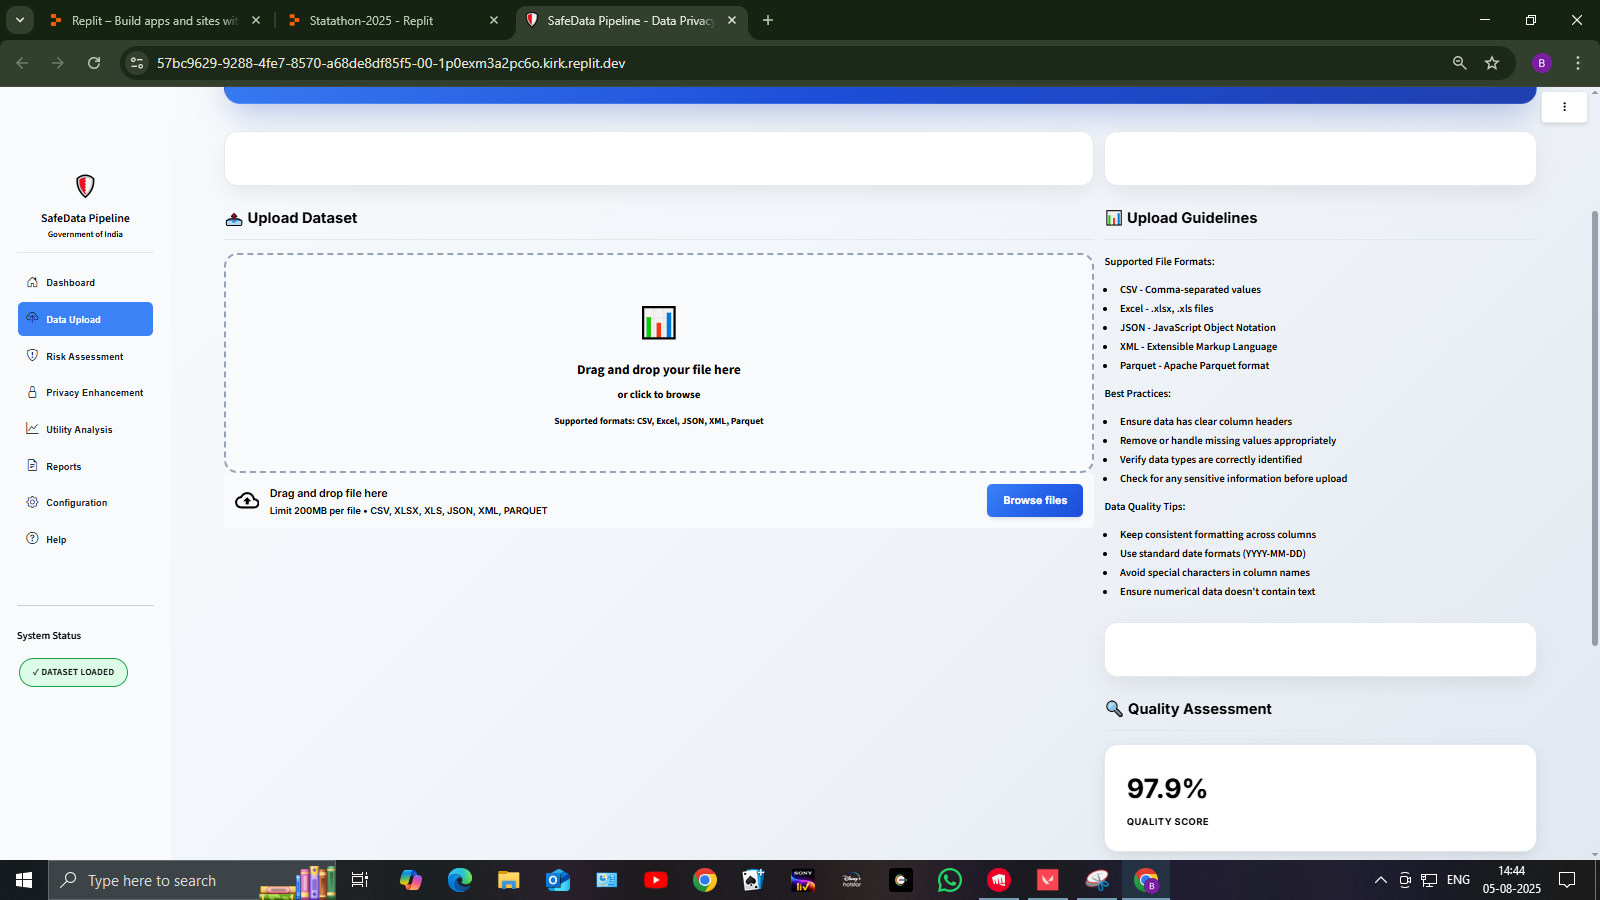 Replit – Build apps and sites wit
Statathon-2025 - Replit
SafeData Pipeline - Data Privacy
57bc9629-9288-4fe7-8570-a68de8df85f5-00-1p0exm3a2pc6o.kirk.replit.dev
B
SafeData Pipeline
Government of India
Dashboard
Data Upload
Risk Assessment
Privacy Enhancement
Utility Analysis
Reports
Configuration
Help
System Status
✓ DATASET LOADED
📤 Upload Dataset
Drag and drop your file here
or click to browse
Supported formats: CSV, Excel, JSON, XML, Parquet
Drag and drop file here
Limit 200MB per file • CSV, XLSX, XLS, JSON, XML, PARQUET
Browse files
📊 Upload Guidelines
Supported File Formats:
• CSV - Comma-separated values
• Excel - .xlsx, .xls files
• JSON - JavaScript Object Notation
• XML - Extensible Markup Language
• Parquet - Apache Parquet format
Best Practices:
• Ensure data has clear column headers
• Remove or handle missing values appropriately
• Verify data types are correctly identified
• Check for any sensitive information before upload
Data Quality Tips:
• Keep consistent formatting across columns
• Use standard date formats (YYYY-MM-DD)
• Avoid special characters in column names
• Ensure numerical data doesn't contain text
🔍 Quality Assessment
97.9%
QUALITY SCORE
Type here to search
SONY
liv
Disney+
hotstar
B
ENG
14:44
05-08-2025